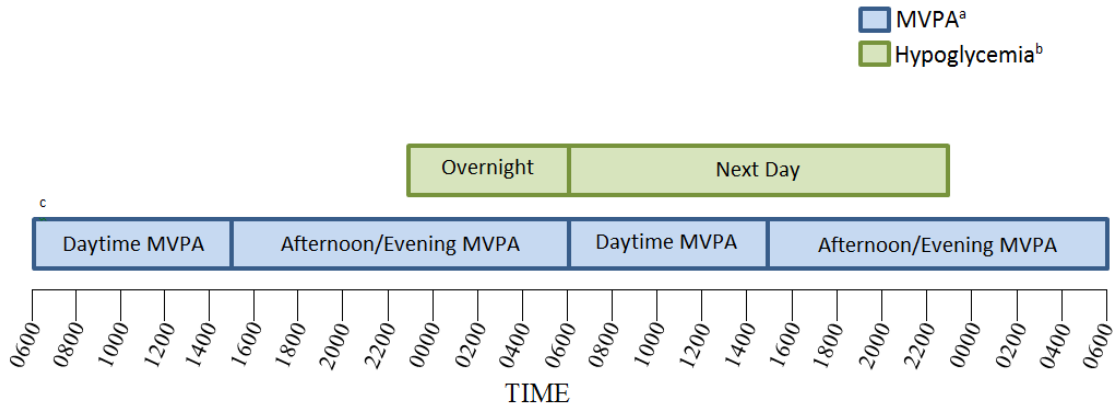 MVPAa
Hypoglycemiab
Overnight Next Day
c
Daytime MVPA Afternoon/Evening MVPA Daytime MVPA Afternoon/Evening MVPA
0600 0800 1000 1200 1400 1600 1800 2000 2200 0000 0200 0400 0600 0800 1000 1200 1400 1600 1800 2000 2200 0000 0200 0400 0600
TIME